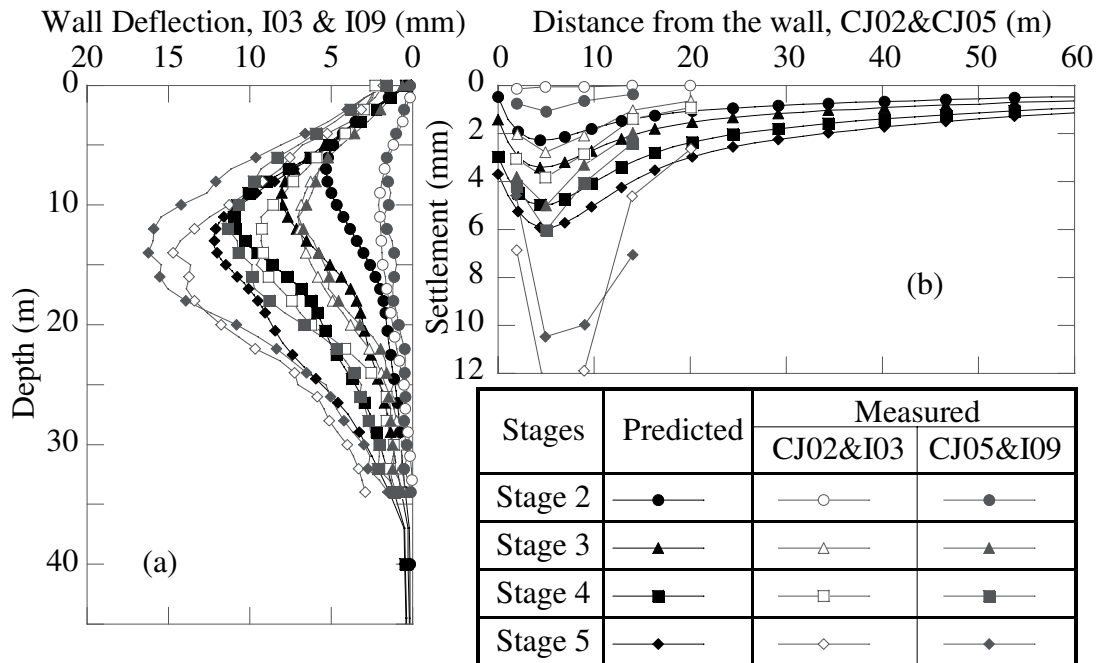 Wall Deflection, I03 & I09 (mm)
20 15 10 5 0
0
10
20
30
40
Depth (m)
(a)
Distance from the wall, CJ02&CJ05 (m)
0 10 20 30 40 50 60
0
2
4
6
8
10
12
Settlement (mm)
(b)
Stages Predicted Measured
CJ02&I03 CJ05&I09
Stage 2
Stage 3
Stage 4
Stage 5